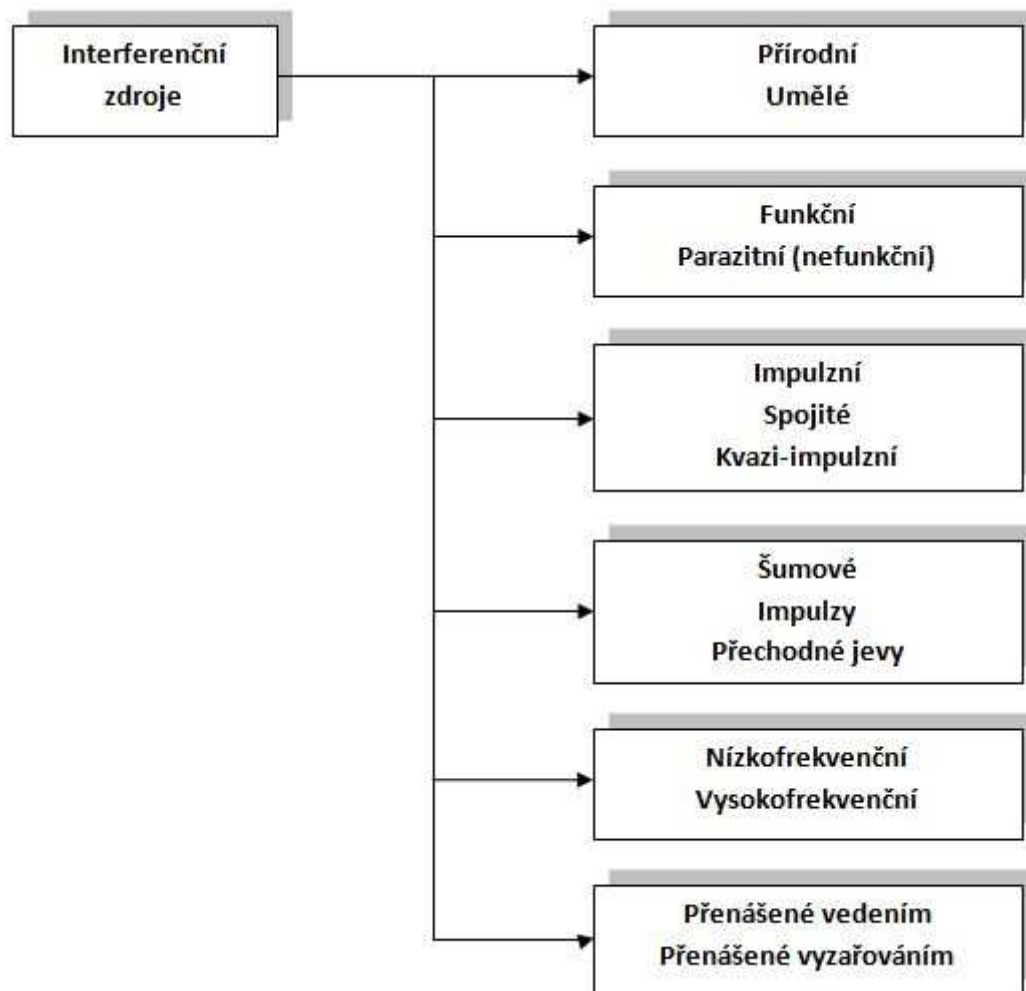 Interferenční
zdroje
Přírodní
Umělé
Funkční
Parazitní (nefunkční)
Impulzní
Spojité
Kvazi-impulzní
Šumové
Impulzy
Přechodné jevy
Nízkofrekvenční
Vysokofrekvenční
Přenášené vedením
Přenášené vyzařováním